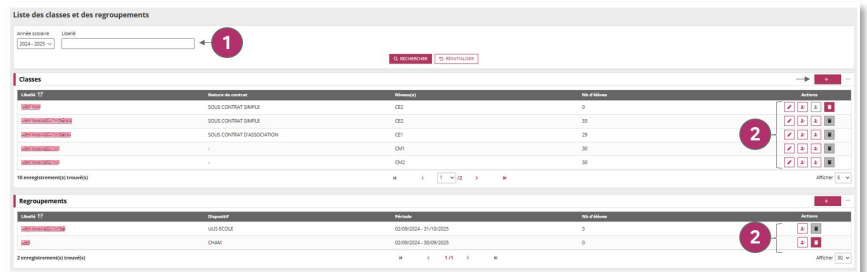 Liste des classes et des regroupements
Année scolaire Libellé
2024 - 2025
1
RECHERCHER RÉINITIALISER
Classes +
Libellé Nature de contrat Niveau(x) Nb d'élèves Actions
SOUS CONTRAT SIMPLE CE2 0
SOUS CONTRAT SIMPLE CE2 33
SOUS CONTRAT D'ASSOCIATION CE1 29
2
- CM1 30
- CM2 30
10 enregistrement(s) trouvé(s) 1 /2 Afficher 5
Regroupements +
Libellé Dispositif Période Nb d'élèves Actions
ULIS ECOLE 02/09/2024 - 31/10/2025 3
2
CHAM 02/09/2024 - 30/09/2025 0
2 enregistrement(s) trouvé(s) 1 /1 Afficher 30